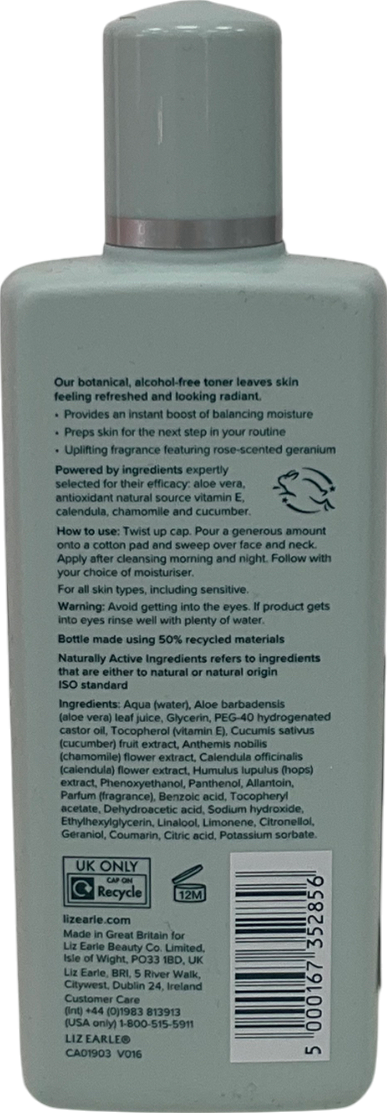 Our botanical, alcohol-free toner leaves skin
feeling refreshed and looking radiant.
• Provides an instant boost of balancing moisture
• Preps skin for the next step in your routine
• Uplifting fragrance featuring rose-scented geranium
Powered by ingredients expertly
selected for their efficacy: aloe vera,
antioxidant natural source vitamin E,
calendula, chamomile and cucumber.
How to use: Twist up cap. Pour a generous amount
onto a cotton pad and sweep over face and neck.
Apply after cleansing morning and night. Follow with
your choice of moisturiser.
For all skin types, including sensitive.
Warning: Avoid getting into the eyes. If product gets
into eyes rinse well with plenty of water.
Bottle made using 50% recycled materials
Naturally Active Ingredients refers to ingredients
that are either to natural or natural origin
ISO standard
Ingredients: Aqua (water), Aloe barbadensis
(aloe vera) leaf juice, Glycerin, PEG-40 hydrogenated
castor oil, Tocopherol (vitamin E), Cucumis sativus
(cucumber) fruit extract, Anthemis nobilis
(chamomile) flower extract, Calendula officinalis
(calendula) flower extract, Humulus lupulus (hops)
extract, Phenoxyethanol, Panthenol, Allantoin,
Parfum (fragrance), Benzoic acid, Tocopheryl
acetate, Dehydroacetic acid, Sodium hydroxide,
Ethylhexylglycerin, Linalool, Limonene, Citronellol,
Geraniol, Coumarin, Citric acid, Potassium sorbate.
UK ONLY
CAP ON
Recycle
12M
lizearle.com
Made in Great Britain for
Liz Earle Beauty Co. Limited,
Isle of Wight, PO33 1BD, UK
Liz Earle, BRI, 5 River Walk,
Citywest, Dublin 24, Ireland
Customer Care
(int) +44 (0)1983 813913
(USA only) 1-800-515-5911
LIZ EARLE®
CA01903 V016
5 000167 352856